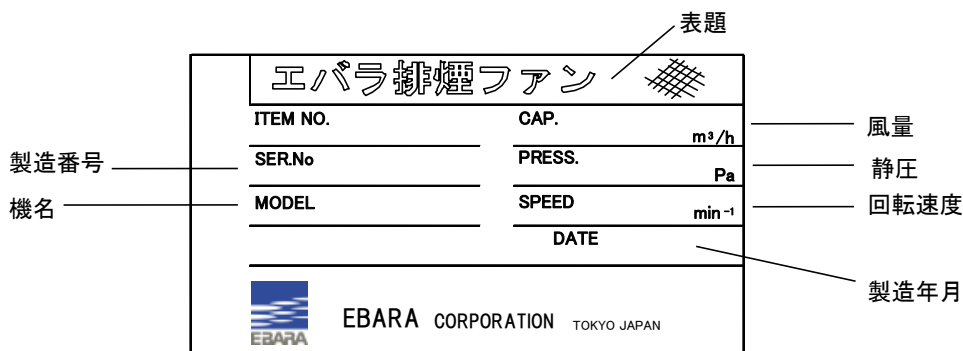 表題
エバラ排煙ファン
ITEM NO.
CAP. m³/h
風量
製造番号
SER.No
PRESS. Pa
静圧
機名
MODEL
SPEED min⁻¹
回転速度
DATE
製造年月
EBARA
EBARA CORPORATION TOKYO JAPAN